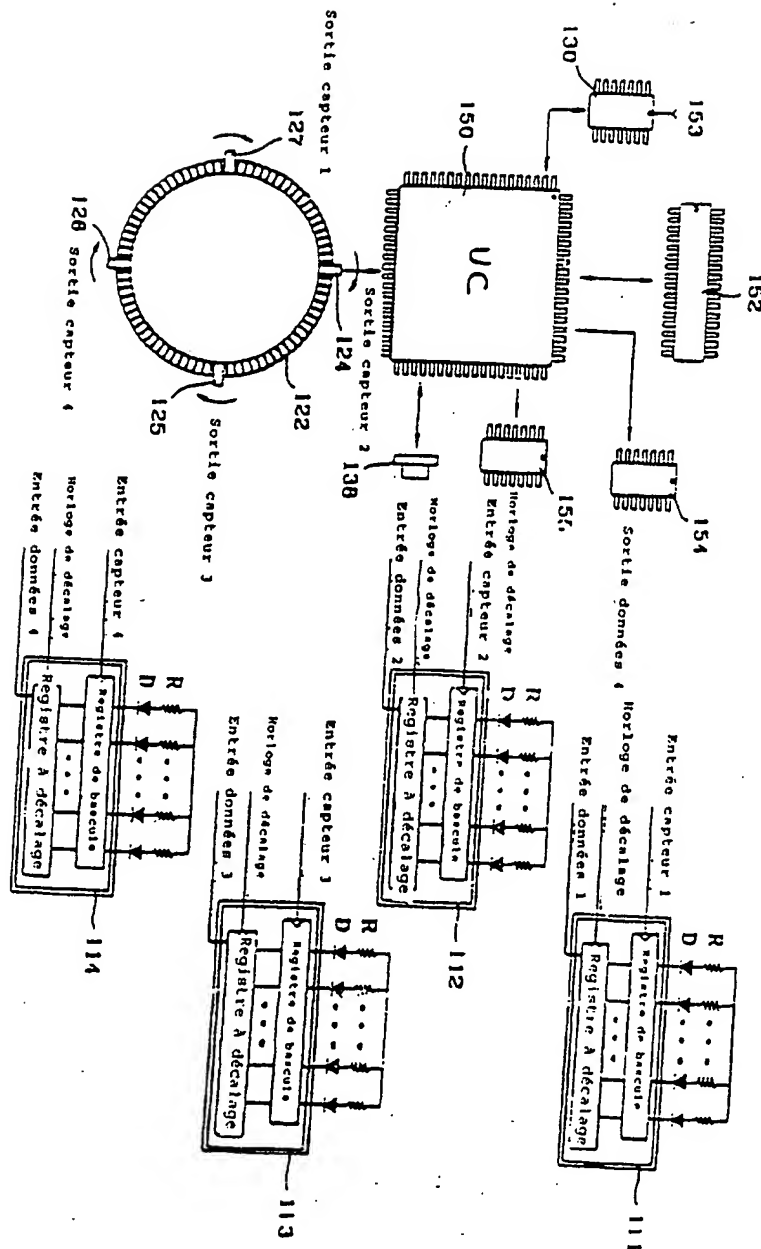 153
130
150
152
154
155
138
UC
Sortie capteur 1
127
128
Sortie capteur 4
124
Sortie capteur 2
122
125
Sortie capteur 3
Sortie données 4
Horloge de décalage
Entrée capteur 1
Horloge de décalage
Entrée données 1
R
D
Registre de bascule
Registre à décalage
111
Entrée capteur 2
Horloge de décalage
Entrée données 2
R
D
Registre de bascule
Registre à décalage
112
Entrée capteur 3
Horloge de décalage
Entrée données 3
R
D
Registre de bascule
Registre à décalage
113
Entrée capteur 4
Horloge de décalage
Entrée données 4
R
D
Registre de bascule
Registre à décalage
114